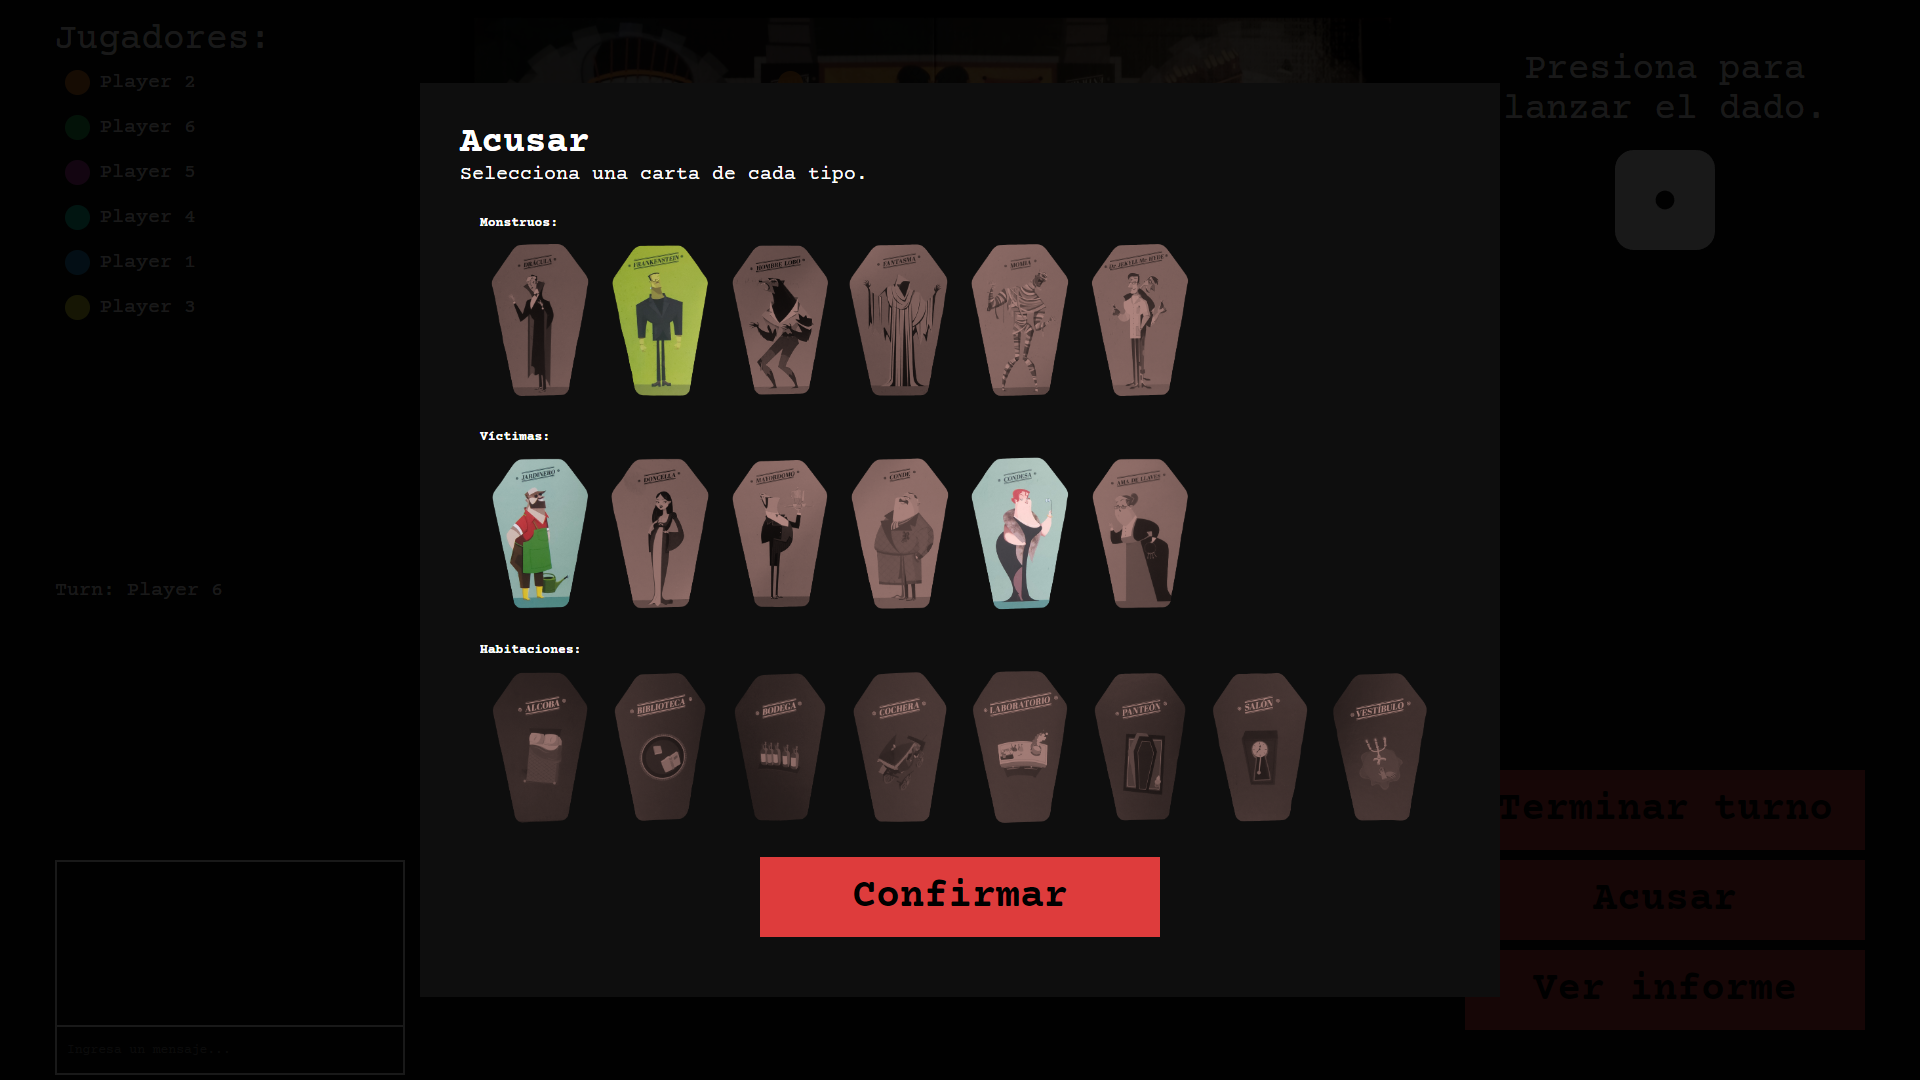 Jugadores:
Player 2
Player 6
Player 5
Player 4
Player 1
Player 3
Turn: Player 6
Ingrese un mensaje...
Acusar
Selecciona una carta de cada tipo.
Monstruos:
DRÁCULA
FRANKENSTEIN
HOMBRE LOBO
FANTASMA
MOMIA
DR. JEKYLL MR. HYDE
Víctimas:
JARDINERO
DONCELLA
MAYORDOMO
CONDE
CONDESA
AMA DE LLAVES
Habitaciones:
ALCOBA
BIBLIOTECA
BODEGA
COCHERA
LABORATORIO
PANTEÓN
SALÓN
VESTÍBULO
Confirmar
Presiona para
lanzar el dado.
Terminar turno
Acusar
Ver informe